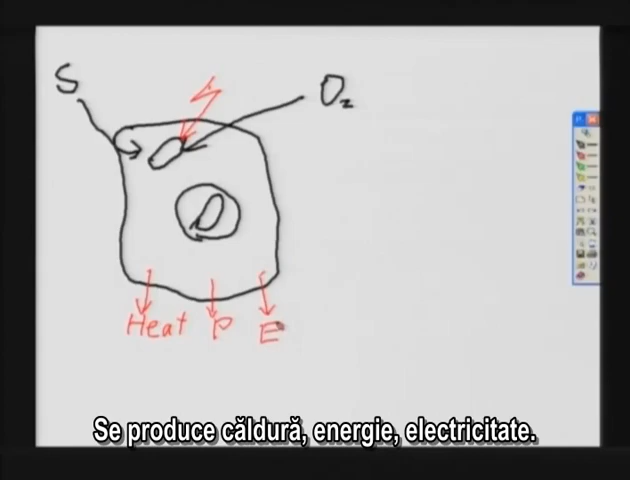 S
O₂
Heat P E
Se produce căldură, energie, electricitate.